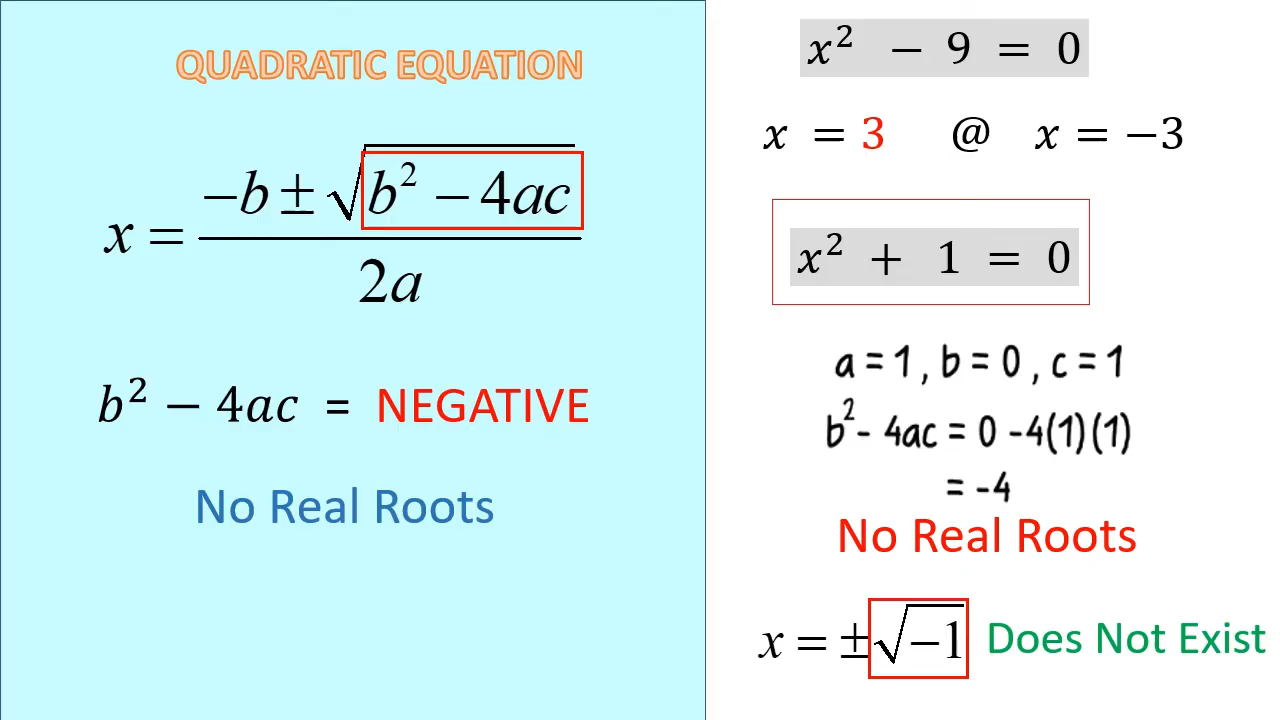 QUADRATIC EQUATION
x = (−b ± √(b² − 4ac)) / 2a
b² − 4ac = NEGATIVE
No Real Roots
x² − 9 = 0
x = 3 @ x = −3
x² + 1 = 0
a = 1 , b = 0 , c = 1
b² - 4ac = 0 -4(1)(1)
= -4
No Real Roots
x = ±√−1 Does Not Exist